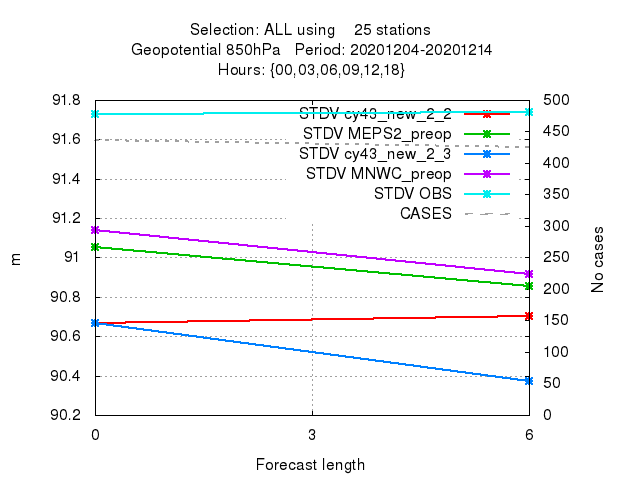 Selection: ALL using 25 stations
Geopotential 850hPa Period: 20201204-20201214
Hours: {00,03,06,09,12,18}
91.8
91.6
91.4
91.2
91
90.8
90.6
90.4
90.2
m
STDV cy43_new_2_2
STDV MEPS2_preop
STDV cy43_new_2_3
STDV MNWC_preop
STDV OBS
CASES
500
450
400
350
300
250
200
150
100
50
0
No cases
0 3 6
Forecast length